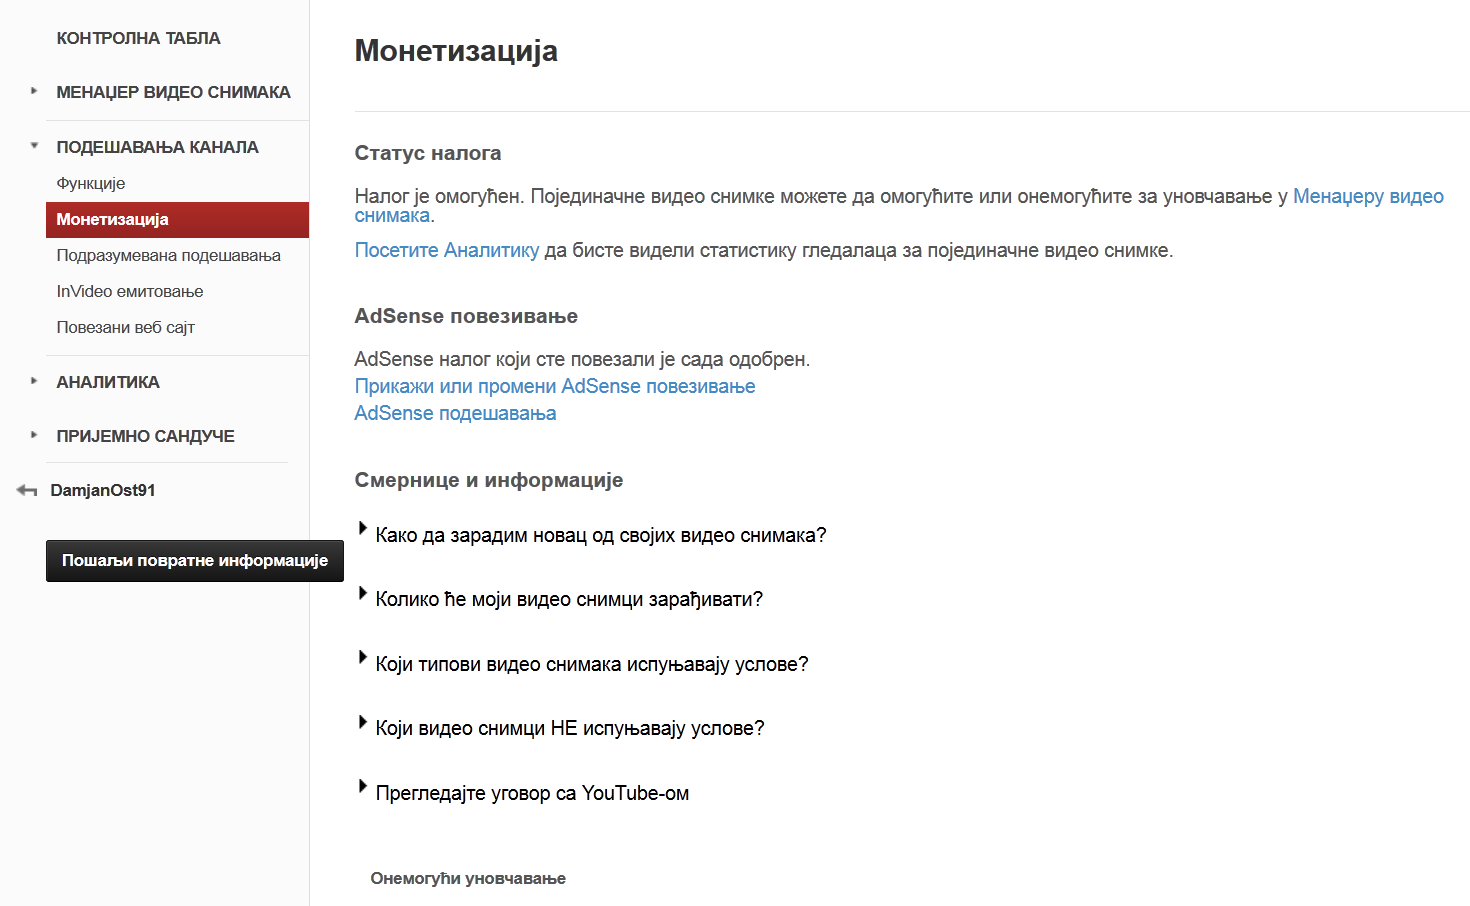 КОНТРОЛНА ТАБЛА
МЕНАЏЕР ВИДЕО СНИМАКА
ПОДЕШАВАЊА КАНАЛА
Функције
Монетизација
Подразумевана подешавања
InVideo емитовање
Повезани веб сајт
АНАЛИТИКА
ПРИЈЕМНО САНДУЧЕ
DamjanOst91
Пошаљи повратне информације
Монетизација
Статус налога
Налог је омогућен. Појединачне видео снимке можете да омогућите или онемогућите за уновчавање у Менаџеру видео
снимака.
Посетите Аналитику да бисте видели статистику гледалаца за појединачне видео снимке.
AdSense повезивање
AdSense налог који сте повезали је сада одобрен.
Прикажи или промени AdSense повезивање
AdSense подешавања
Смернице и информације
Како да зарадим новац од својих видео снимака?
Колико ће моји видео снимци зарађивати?
Који типови видео снимака испуњавају услове?
Који видео снимци НЕ испуњавају услове?
Прегледајте уговор са YouTube-ом
Онемогући уновчавање